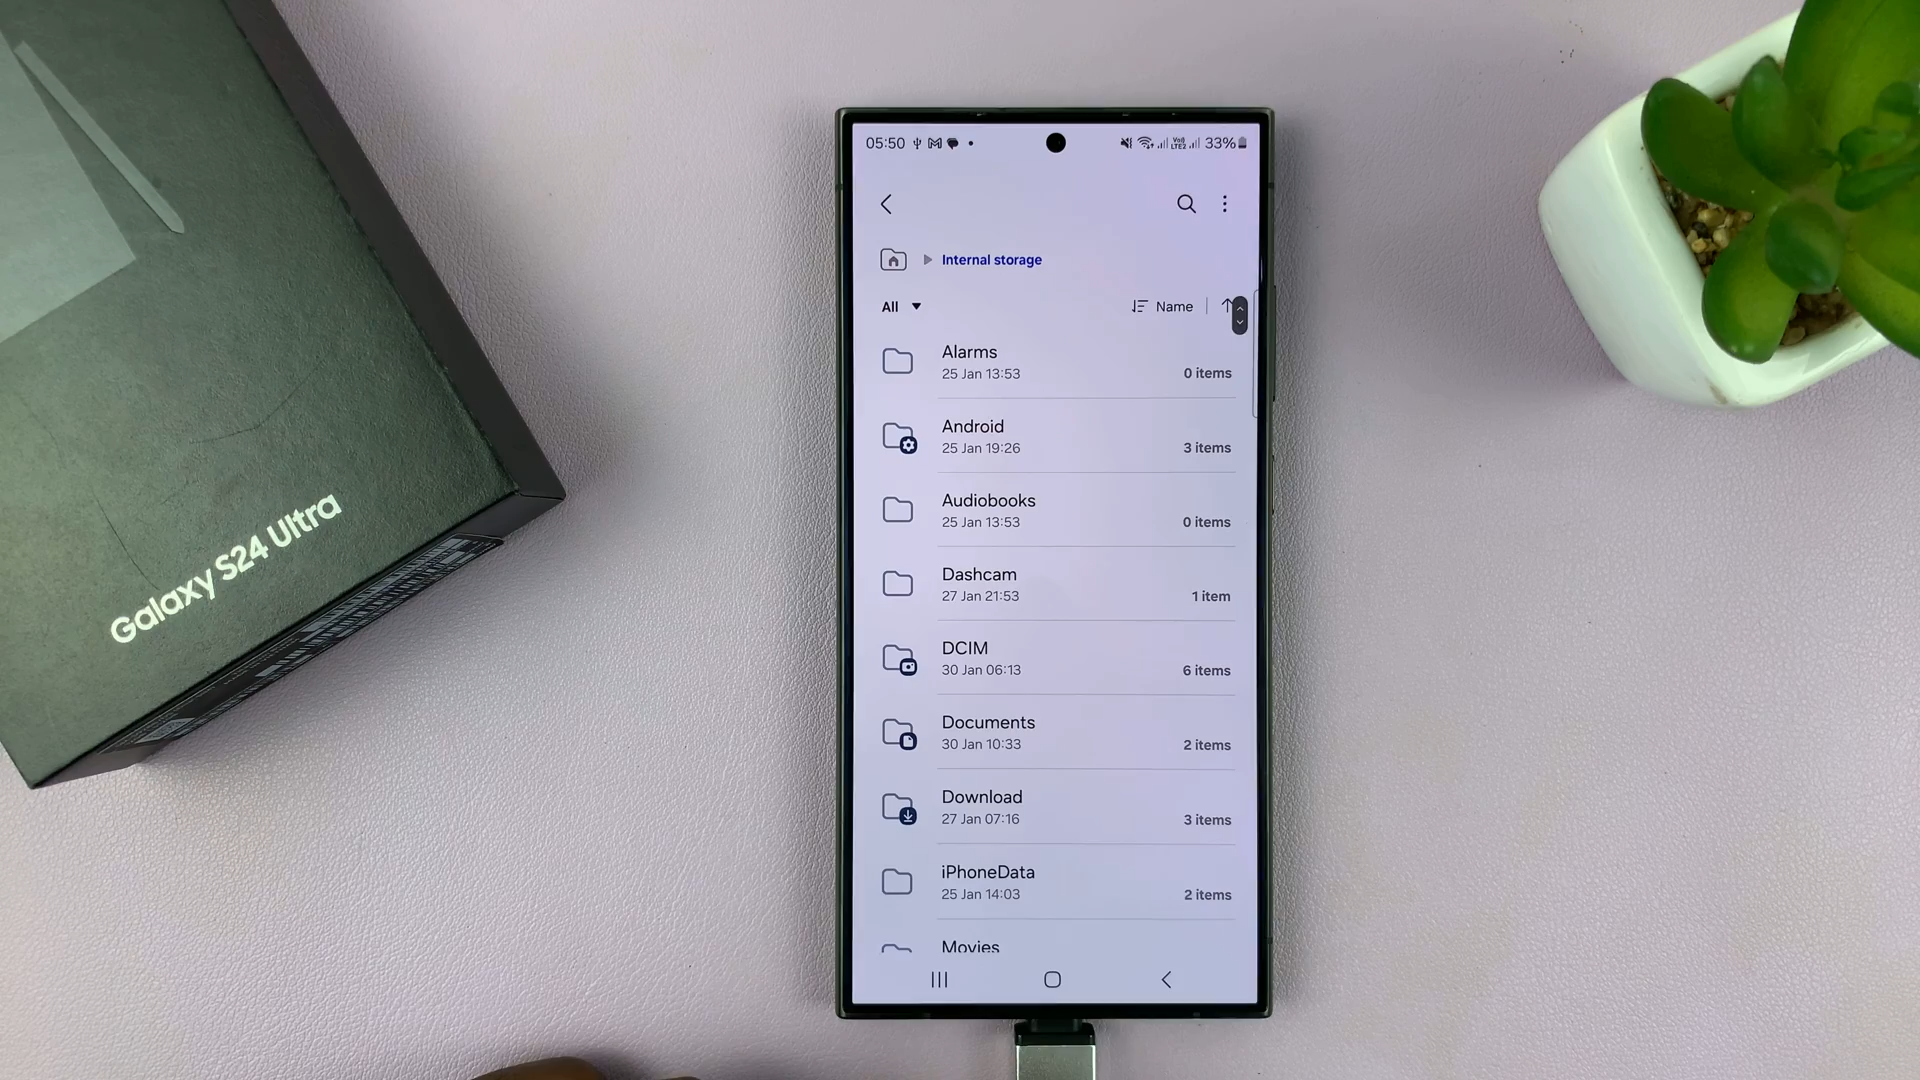 Galaxy S24 Ultra
05:50
33%
Internal storage
All
Name
Alarms
25 Jan 13:53
0 items
Android
25 Jan 19:26
3 items
Audiobooks
25 Jan 13:53
0 items
Dashcam
27 Jan 21:53
1 item
DCIM
30 Jan 06:13
6 items
Documents
30 Jan 10:33
2 items
Download
27 Jan 07:16
3 items
iPhoneData
25 Jan 14:03
2 items
Movies